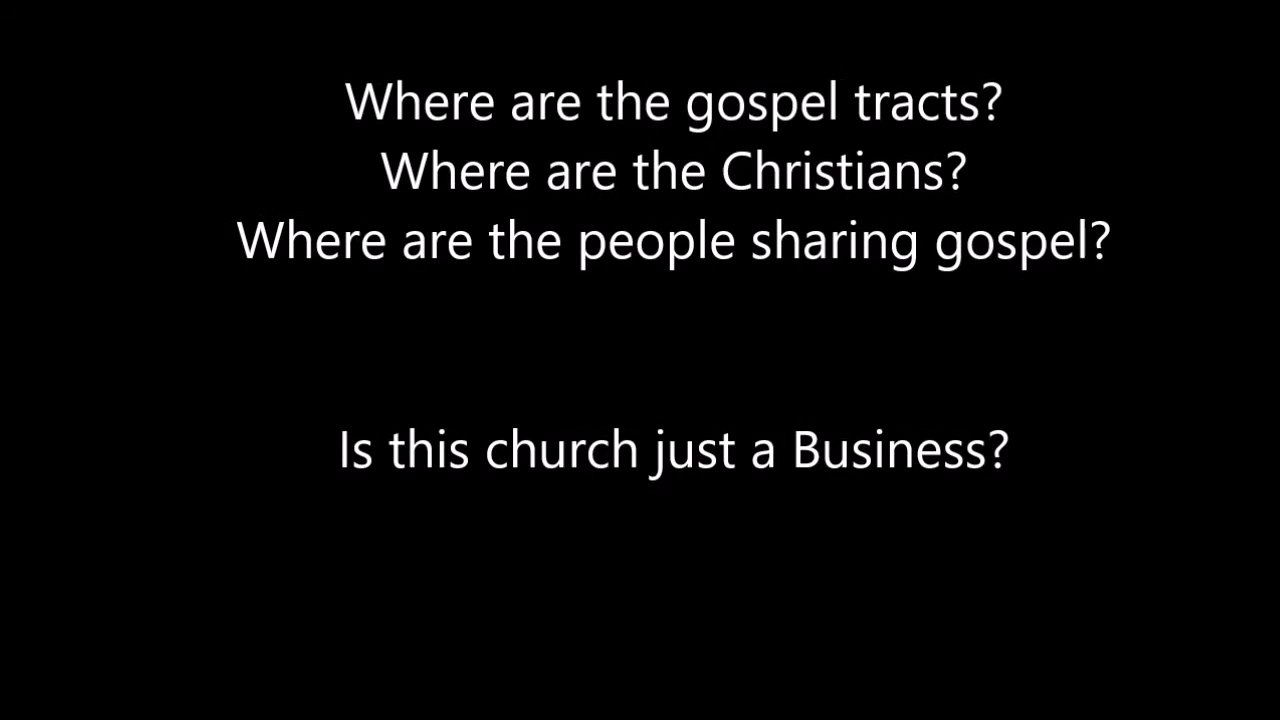 Where are the gospel tracts?
Where are the Christians?
Where are the people sharing gospel?
Is this church just a Business?